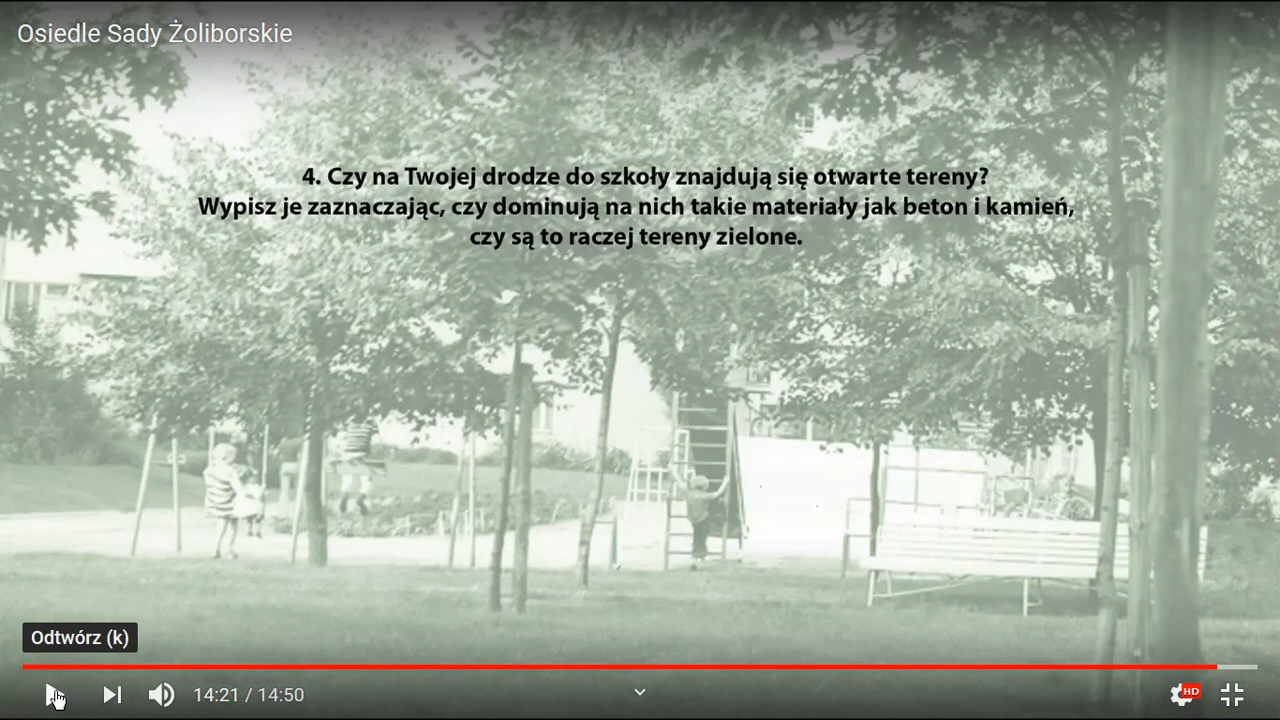 Osiedle Sady Żoliborskie
4. Czy na Twojej drodze do szkoły znajdują się otwarte tereny?
Wypisz je zaznaczając, czy dominują na nich takie materiały jak beton i kamień,
czy są to raczej tereny zielone.
Odtwórz (k)
14:21 / 14:50
HD